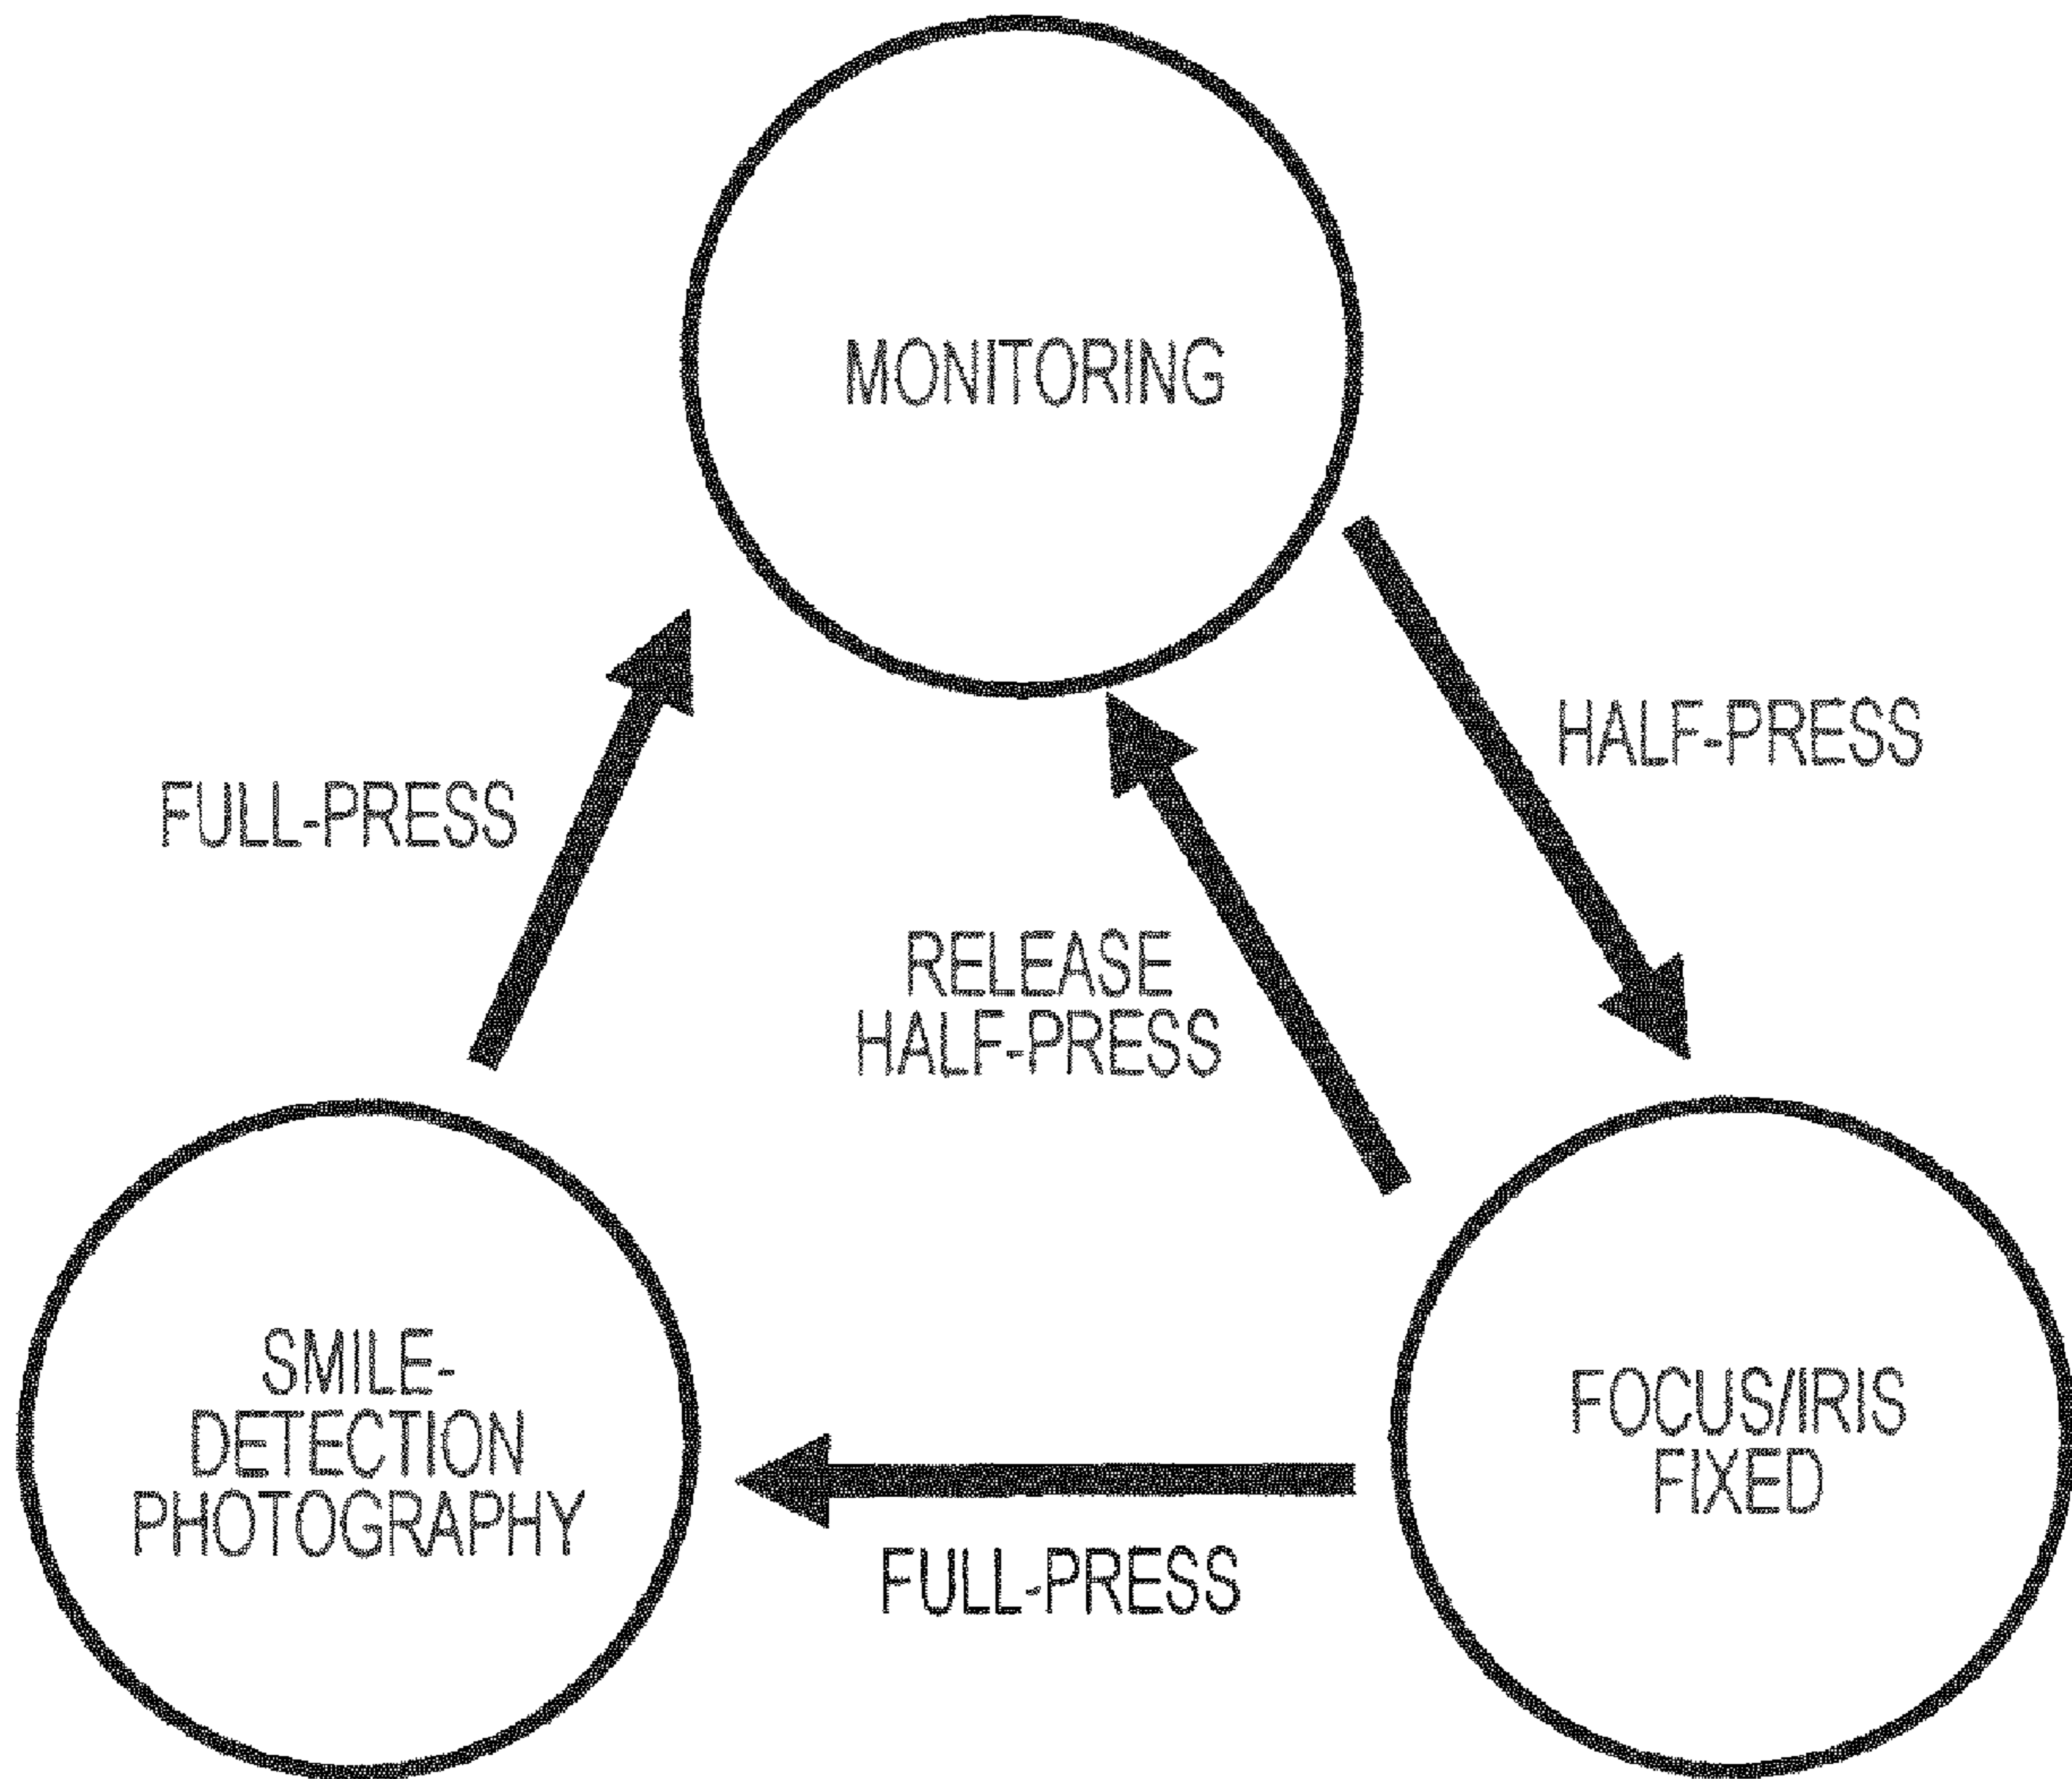 MONITORING
HALF-PRESS
FULL-PRESS
RELEASE
HALF-PRESS
SMILE-
DETECTION
PHOTOGRAPHY
FOCUS/IRIS
FIXED
FULL-PRESS